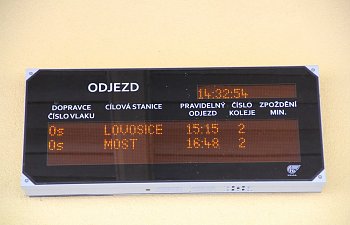 ODJEZD
14:32:54
DOPRAVCE ČÍSLO VLAKU CÍLOVÁ STANICE PRAVIDELNÝ ODJEZD ČÍSLO KOLEJE ZPOŽDĚNÍ MIN.
Os LOVOSICE 15:15 2
Os MOST 16:48 2